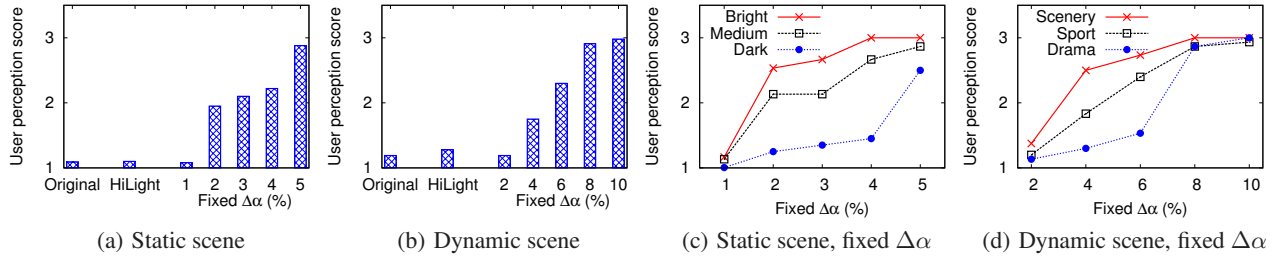 User perception score
3
2
1
Original HiLight 1 2 3 4 5
Fixed Δα (%)
(a) Static scene
User perception score
3
2
1
Original HiLight 2 4 6 8 10
Fixed Δα (%)
(b) Dynamic scene
User perception score
3
2
1
Bright
Medium
Dark
1 2 3 4 5
Fixed Δα (%)
(c) Static scene, fixed Δα
User perception score
3
2
1
Scenery
Sport
Drama
2 4 6 8 10
Fixed Δα (%)
(d) Dynamic scene, fixed Δα